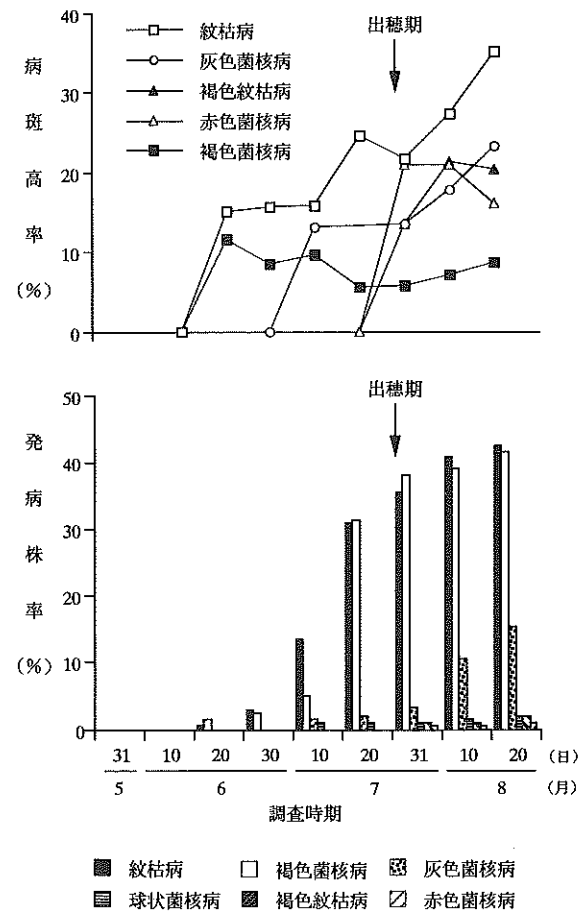 40
30
20
10
0
病斑高率(%)
紋枯病
灰色菌核病
褐色紋枯病
赤色菌核病
褐色菌核病
出穂期
50
40
30
20
10
0
発病株率(%)
出穂期
31 10 20 30 10 20 31 10 20 (日)
5 6 7 8 (月)
調査時期
紋枯病 褐色菌核病 灰色菌核病
球状菌核病 褐色紋枯病 赤色菌核病